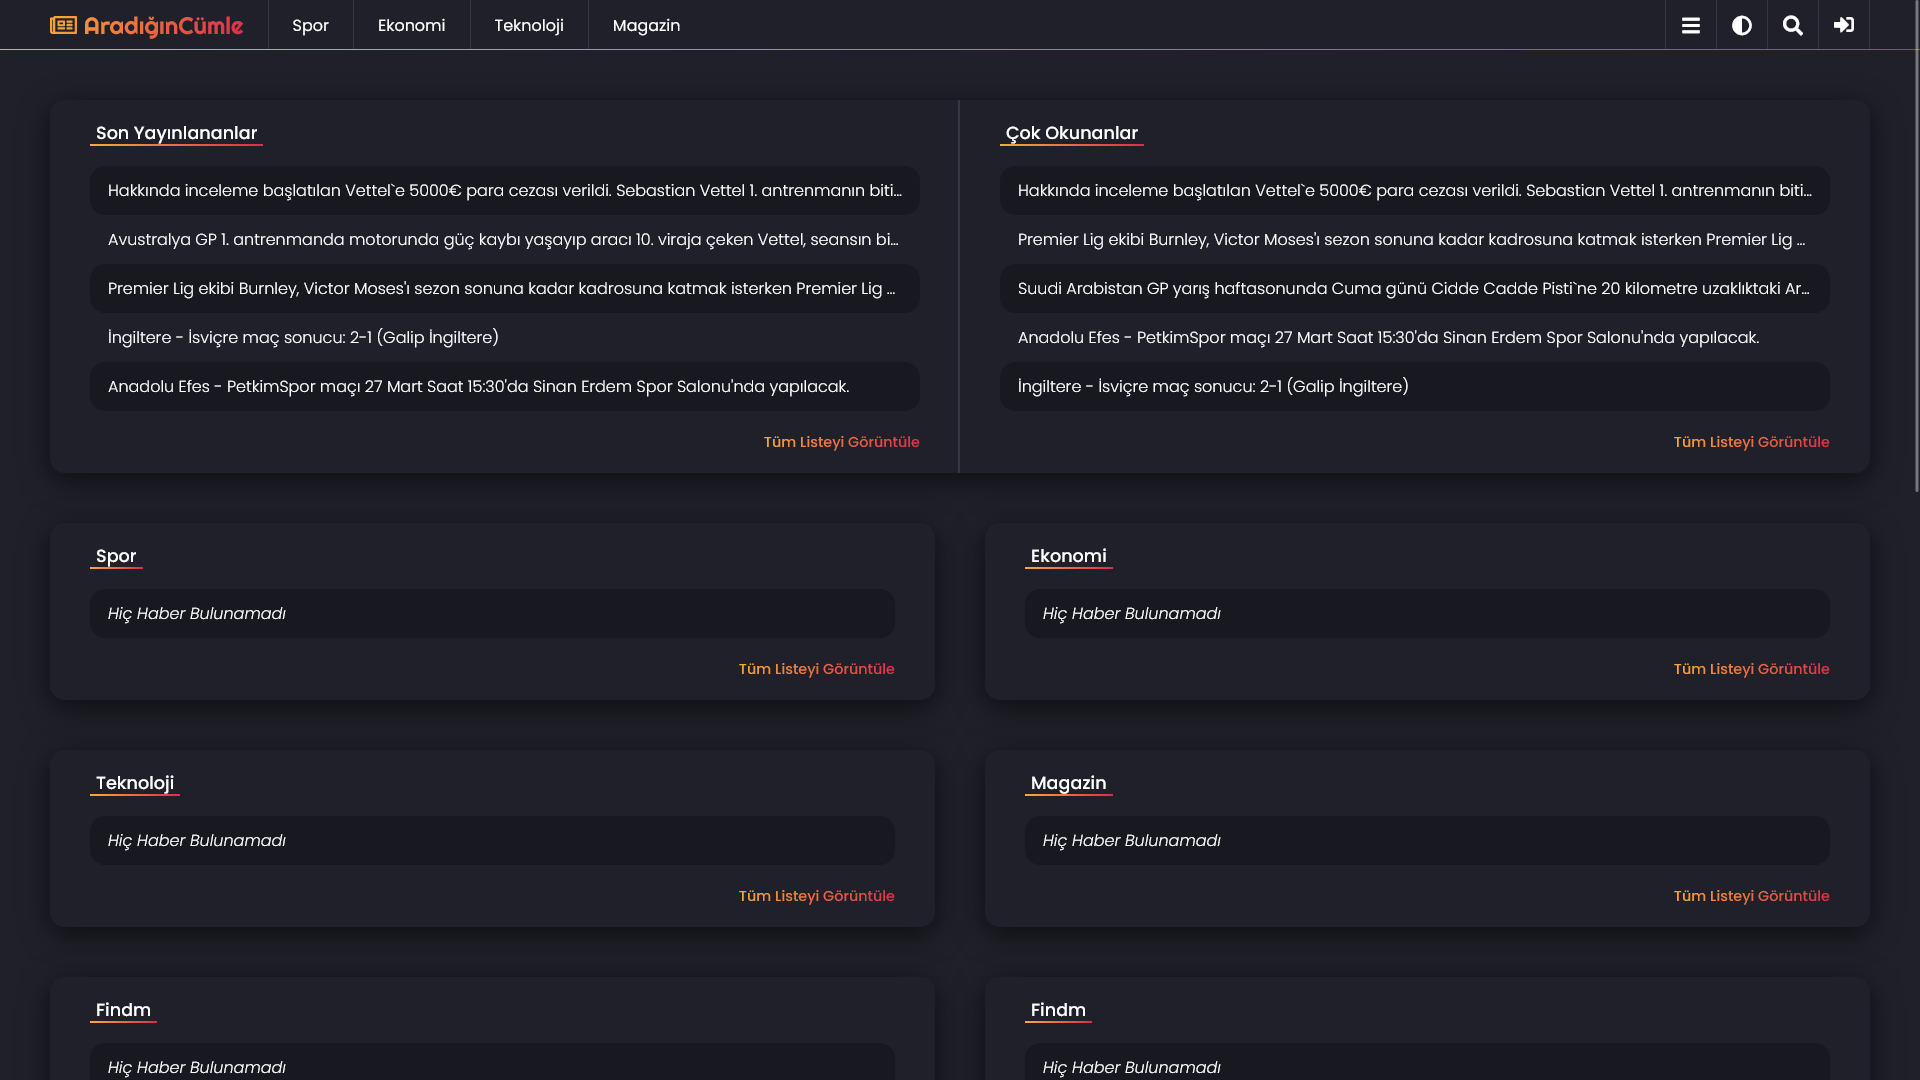 AradığınCümle
Spor
Ekonomi
Teknoloji
Magazin
Son Yayınlananlar
Hakkında inceleme başlatılan Vettel`e 5000€ para cezası verildi. Sebastian Vettel 1. antrenmanın biti...
Avustralya GP 1. antrenmanda motorunda güç kaybı yaşayıp aracı 10. viraja çeken Vettel, seansın bi...
Premier Lig ekibi Burnley, Victor Moses'ı sezon sonuna kadar kadrosuna katmak isterken Premier Lig ...
İngiltere - İsviçre maç sonucu: 2-1 (Galip İngiltere)
Anadolu Efes - PetkimSpor maçı 27 Mart Saat 15:30'da Sinan Erdem Spor Salonu'nda yapılacak.
Tüm Listeyi Görüntüle
Çok Okunanlar
Hakkında inceleme başlatılan Vettel`e 5000€ para cezası verildi. Sebastian Vettel 1. antrenmanın biti...
Premier Lig ekibi Burnley, Victor Moses'ı sezon sonuna kadar kadrosuna katmak isterken Premier Lig ...
Suudi Arabistan GP yarış haftasonunda Cuma günü Cidde Cadde Pisti`ne 20 kilometre uzaklıktaki Ar...
Anadolu Efes - PetkimSpor maçı 27 Mart Saat 15:30'da Sinan Erdem Spor Salonu'nda yapılacak.
İngiltere - İsviçre maç sonucu: 2-1 (Galip İngiltere)
Tüm Listeyi Görüntüle
Spor
Hiç Haber Bulunamadı
Tüm Listeyi Görüntüle
Ekonomi
Hiç Haber Bulunamadı
Tüm Listeyi Görüntüle
Teknoloji
Hiç Haber Bulunamadı
Tüm Listeyi Görüntüle
Magazin
Hiç Haber Bulunamadı
Tüm Listeyi Görüntüle
Findm
Hiç Haber Bulunamadı
Findm
Hiç Haber Bulunamadı